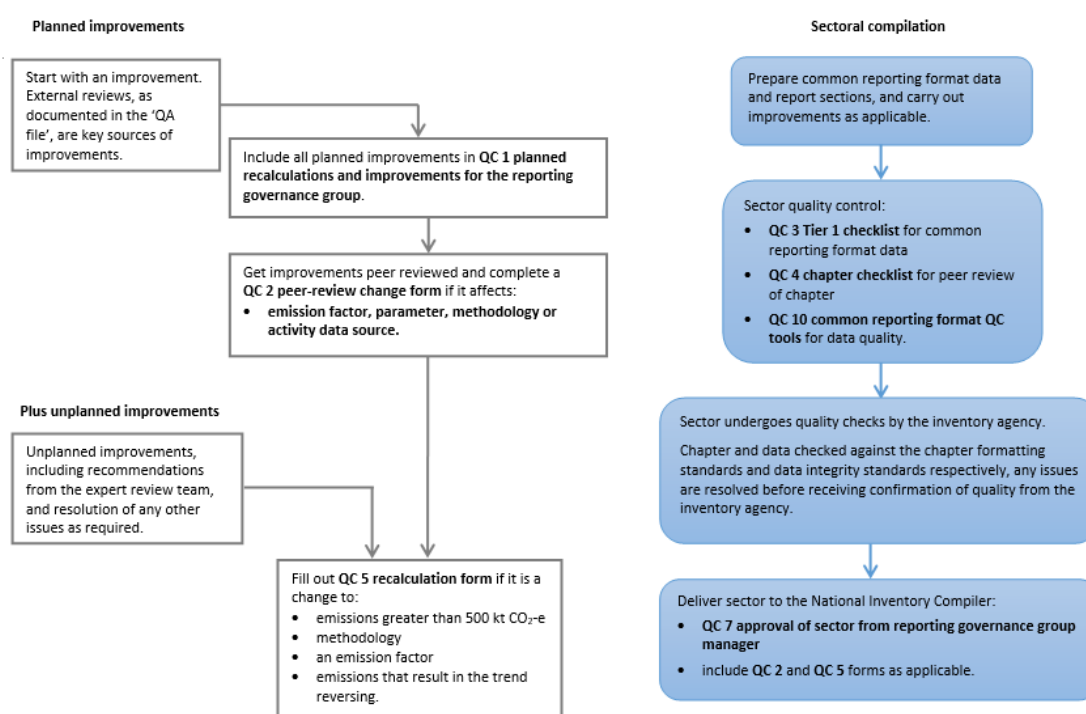 Planned improvements
Start with an improvement.
External reviews, as
documented in the ‘QA
file’, are key sources of
improvements.
Include all planned improvements in QC 1 planned
recalculations and improvements for the reporting
governance group.
Get improvements peer reviewed and complete a
QC 2 peer-review change form if it affects:
• emission factor, parameter, methodology or
activity data source.
Plus unplanned improvements
Unplanned improvements,
including recommendations
from the expert review team,
and resolution of any other
issues as required.
Fill out QC 5 recalculation form if it is a
change to:
• emissions greater than 500 kt CO₂-e
• methodology
• an emission factor
• emissions that result in the trend
reversing.
Sectoral compilation
Prepare common reporting format data
and report sections, and carry out
improvements as applicable.
Sector quality control:
• QC 3 Tier 1 checklist for common
reporting format data
• QC 4 chapter checklist for peer review
of chapter
• QC 10 common reporting format QC
tools for data quality.
Sector undergoes quality checks by the inventory agency.
Chapter and data checked against the chapter formatting
standards and data integrity standards respectively, any issues
are resolved before receiving confirmation of quality from the
inventory agency.
Deliver sector to the National Inventory Compiler:
• QC 7 approval of sector from reporting governance group
manager
• include QC 2 and QC 5 forms as applicable.